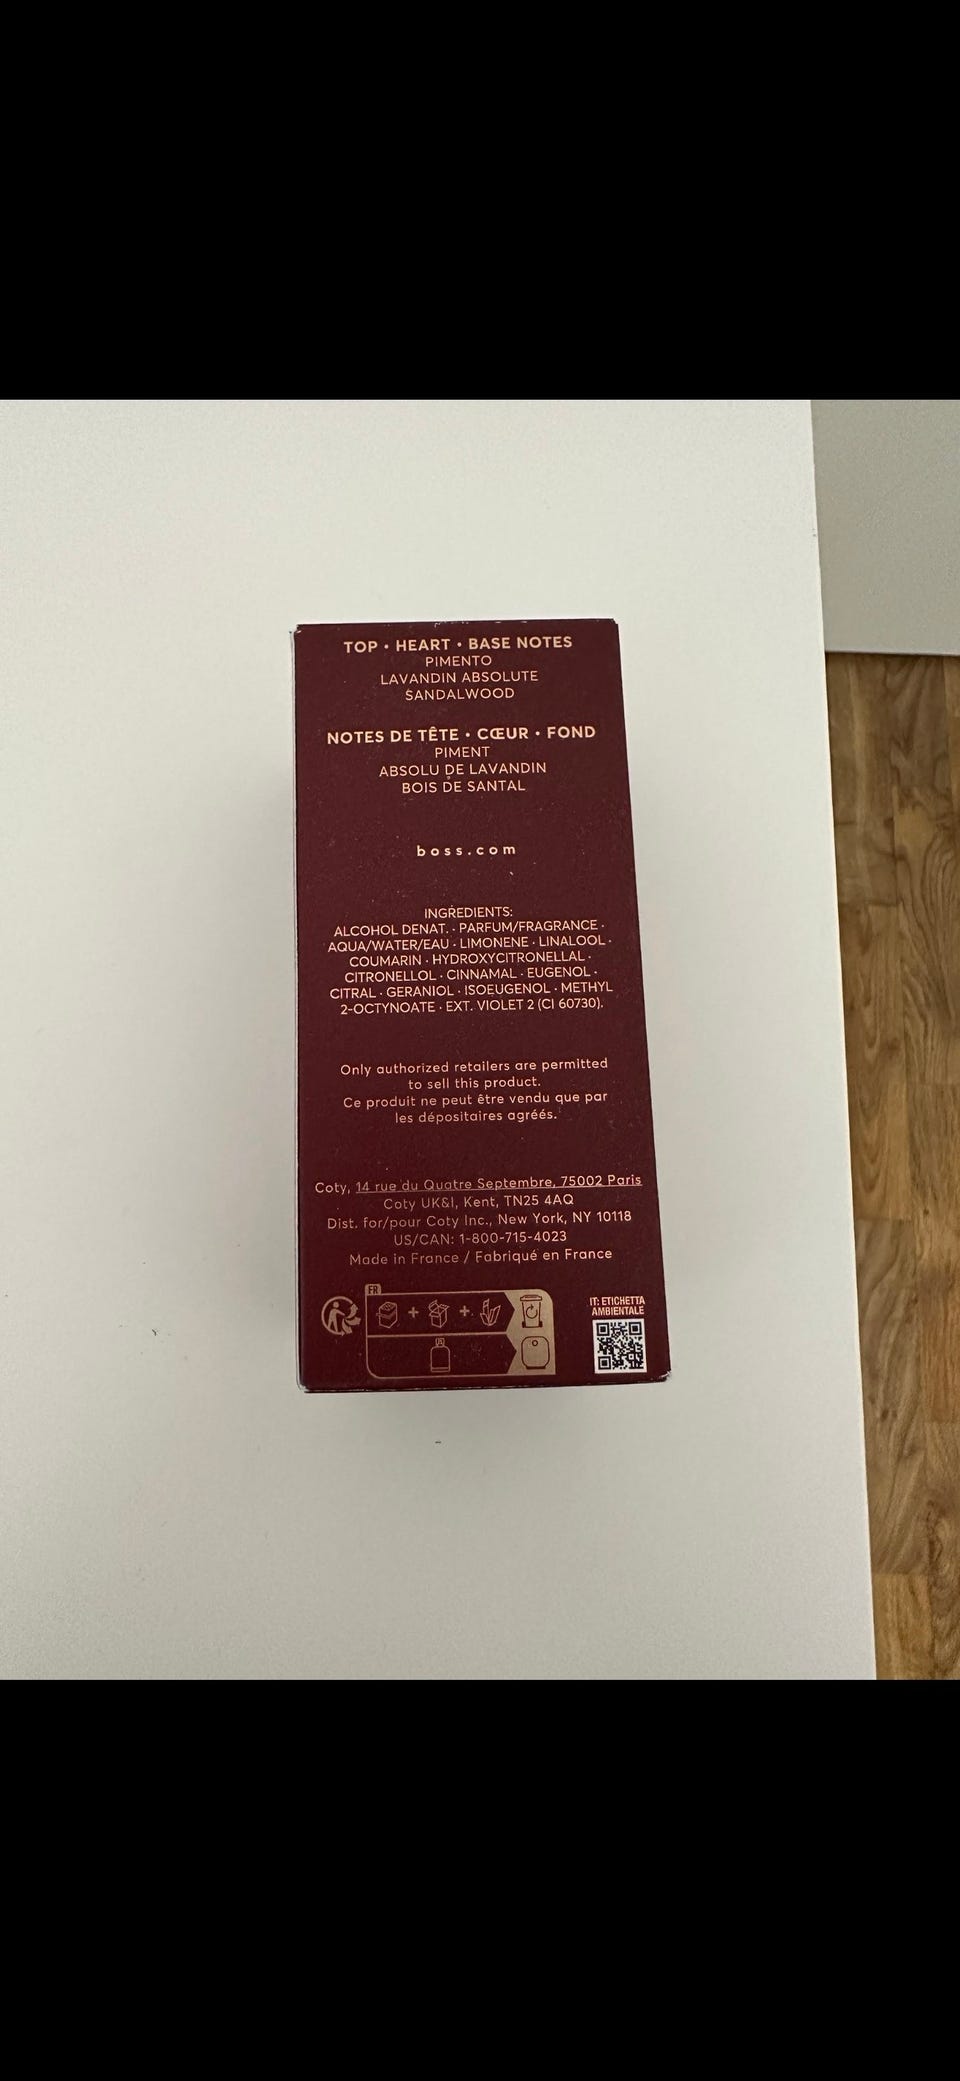 TOP • HEART • BASE NOTES
PIMENTO
LAVANDIN ABSOLUTE
SANDALWOOD
NOTES DE TÊTE • CŒUR • FOND
PIMENT
ABSOLU DE LAVANDIN
BOIS DE SANTAL
boss.com
INGREDIENTS:
ALCOHOL DENAT. · PARFUM/FRAGRANCE ·
AQUA/WATER/EAU · LIMONENE · LINALOOL ·
COUMARIN · HYDROXYCITRONELLAL ·
CITRONELLOL · CINNAMAL · EUGENOL ·
CITRAL · GERANIOL · ISOEUGENOL · METHYL
2-OCTYNOATE · EXT. VIOLET 2 (CI 60730).
Only authorized retailers are permitted
to sell this product.
Ce produit ne peut être vendu que par
les dépositaires agréés.
Coty, 14 rue du Quatre Septembre, 75002 Paris
Coty UK&I, Kent, TN25 4AQ
Dist. for/pour Coty Inc., New York, NY 10118
US/CAN: 1-800-715-4023
Made in France / Fabriqué en France
FR
IT: ETICHETTA
AMBIENTALE